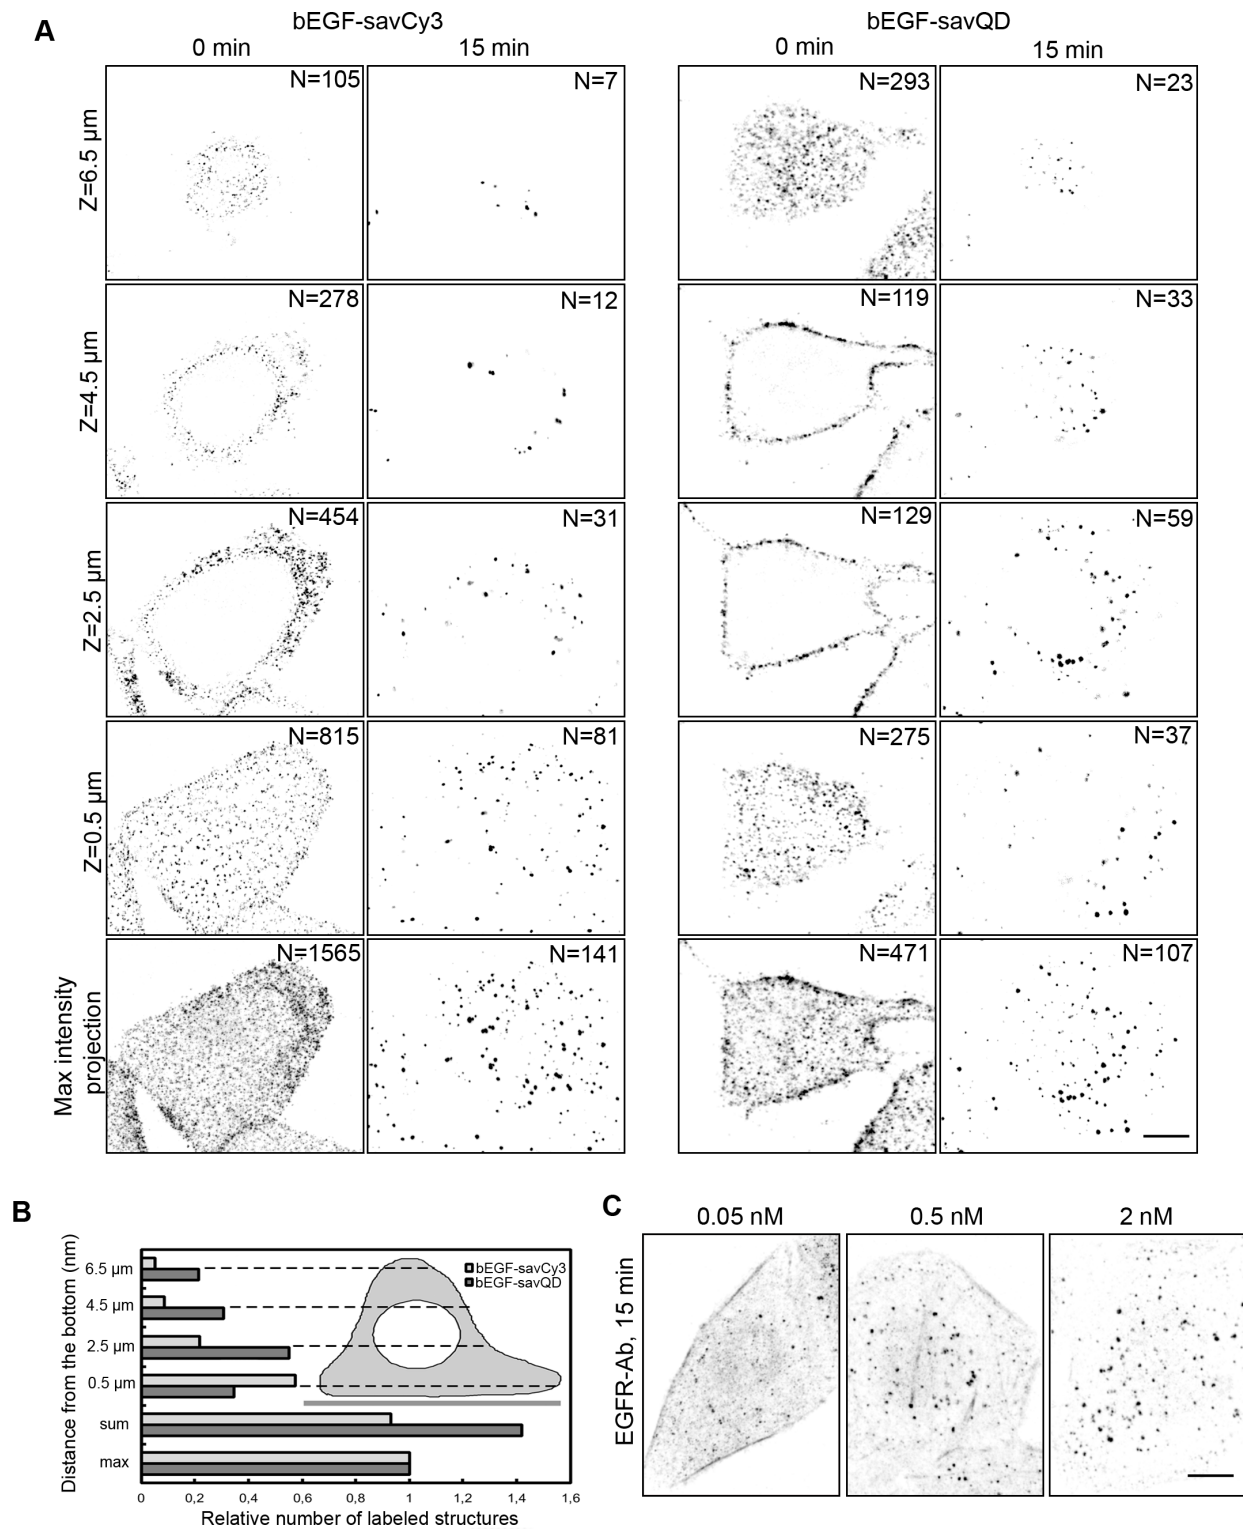 A
bEGF-savCy3
bEGF-savQD
0 min
15 min
0 min
15 min
Z=6.5 µm
N=105
N=7
N=293
N=23
Z=4.5 µm
N=278
N=12
N=119
N=33
Z=2.5 µm
N=454
N=31
N=129
N=59
Z=0.5 µm
N=815
N=81
N=275
N=37
Max intensity
projection
N=1565
N=141
N=471
N=107
B
Distance from the bottom (nm)
6.5 µm
4.5 µm
2.5 µm
0.5 µm
sum
max
bEGF-savCy3
bEGF-savQD
0
0,2
0,4
0,6
0,8
1
1,2
1,4
1,6
Relative number of labeled structures
C
0.05 nM
0.5 nM
2 nM
EGFR-Ab, 15 min